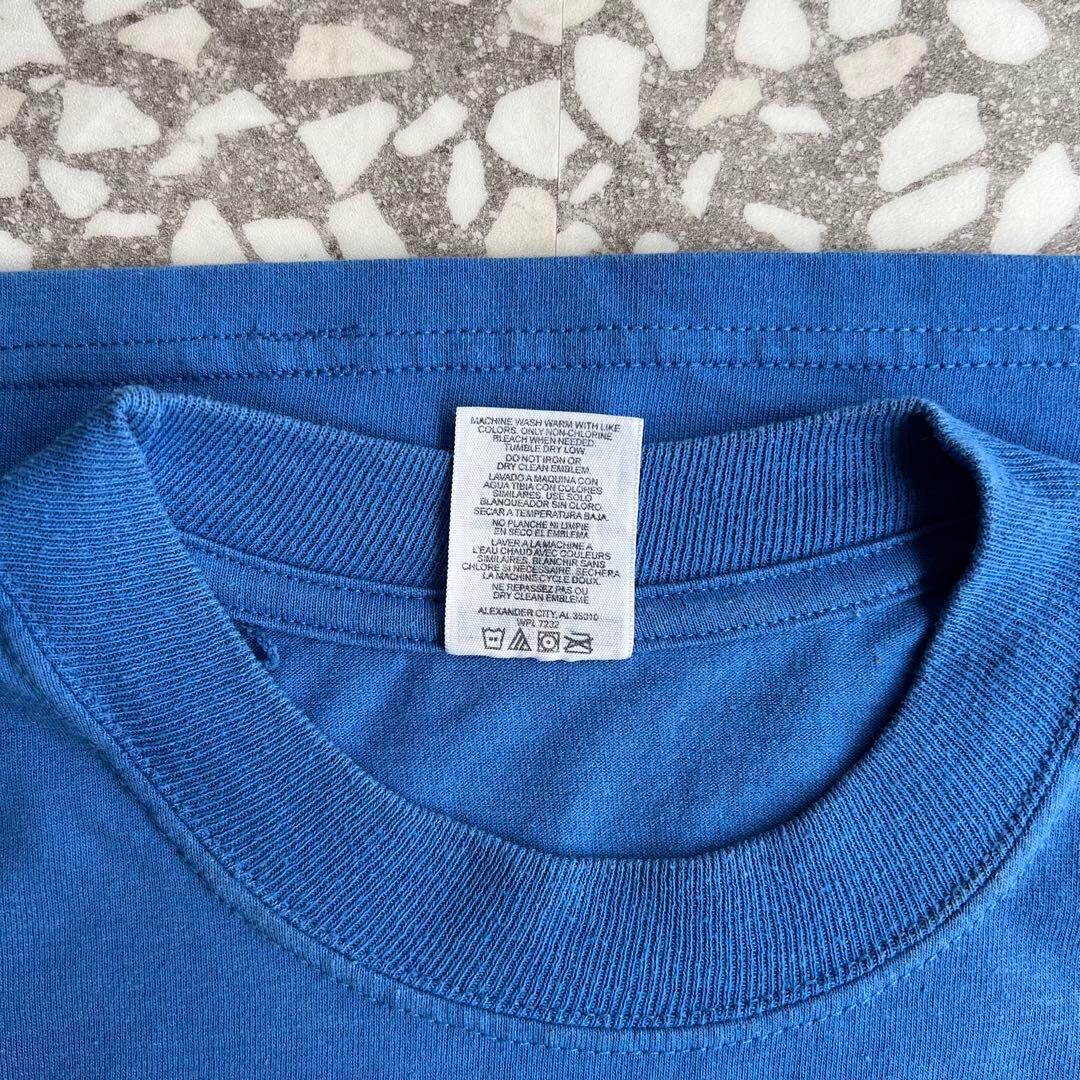 MACHINE WASH WARM WITH LIKE
COLORS. ONLY NON-CHLORINE
BLEACH WHEN NEEDED.
TUMBLE DRY LOW.
DO NOT IRON OR
DRY CLEAN EMBLEM.
LAVADO A MAQUINA CON
AGUA TIBIA CON COLORES
SIMILARES. USE SOLO
BLANQUEADOR SIN CLORO.
SECAR A TEMPERATURA BAJA.
NO PLANCHE NI LIMPIE
EN SECO EL EMBLEMA
LAVER A LA MACHINE A
L'EAU CHAUD AVEC COULEURS
SIMILAIRES. BLANCHIR SANS
CHLORE SI NECESSAIRE. SECHERA
LA MACHINE CYCLE DOUX.
NE REPASSEZ PAS OU
DRY CLEAN EMBLEME
ALEXANDER CITY, AL 35010
WPL 7232